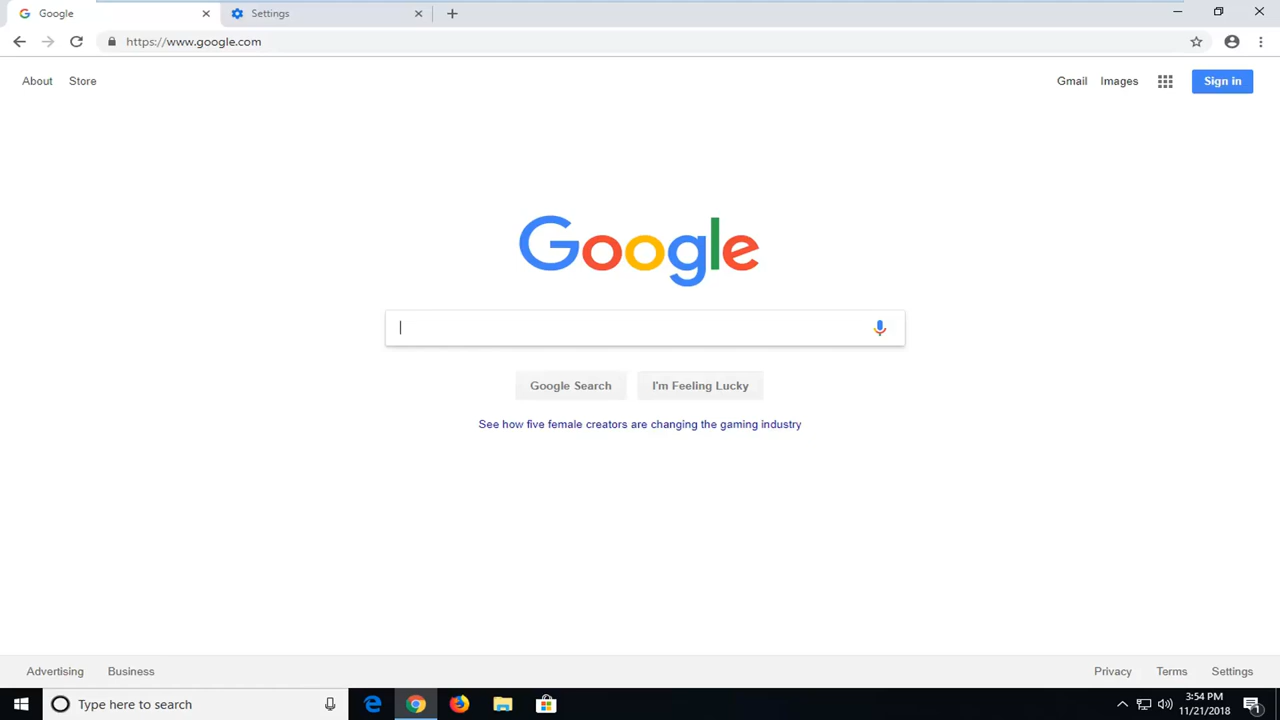 Google
Settings
https://www.google.com
About Store
Gmail Images Sign in
Google
Google Search I'm Feeling Lucky
See how five female creators are changing the gaming industry
Advertising Business
Privacy Terms Settings
Type here to search
3:54 PM
11/21/2018
1